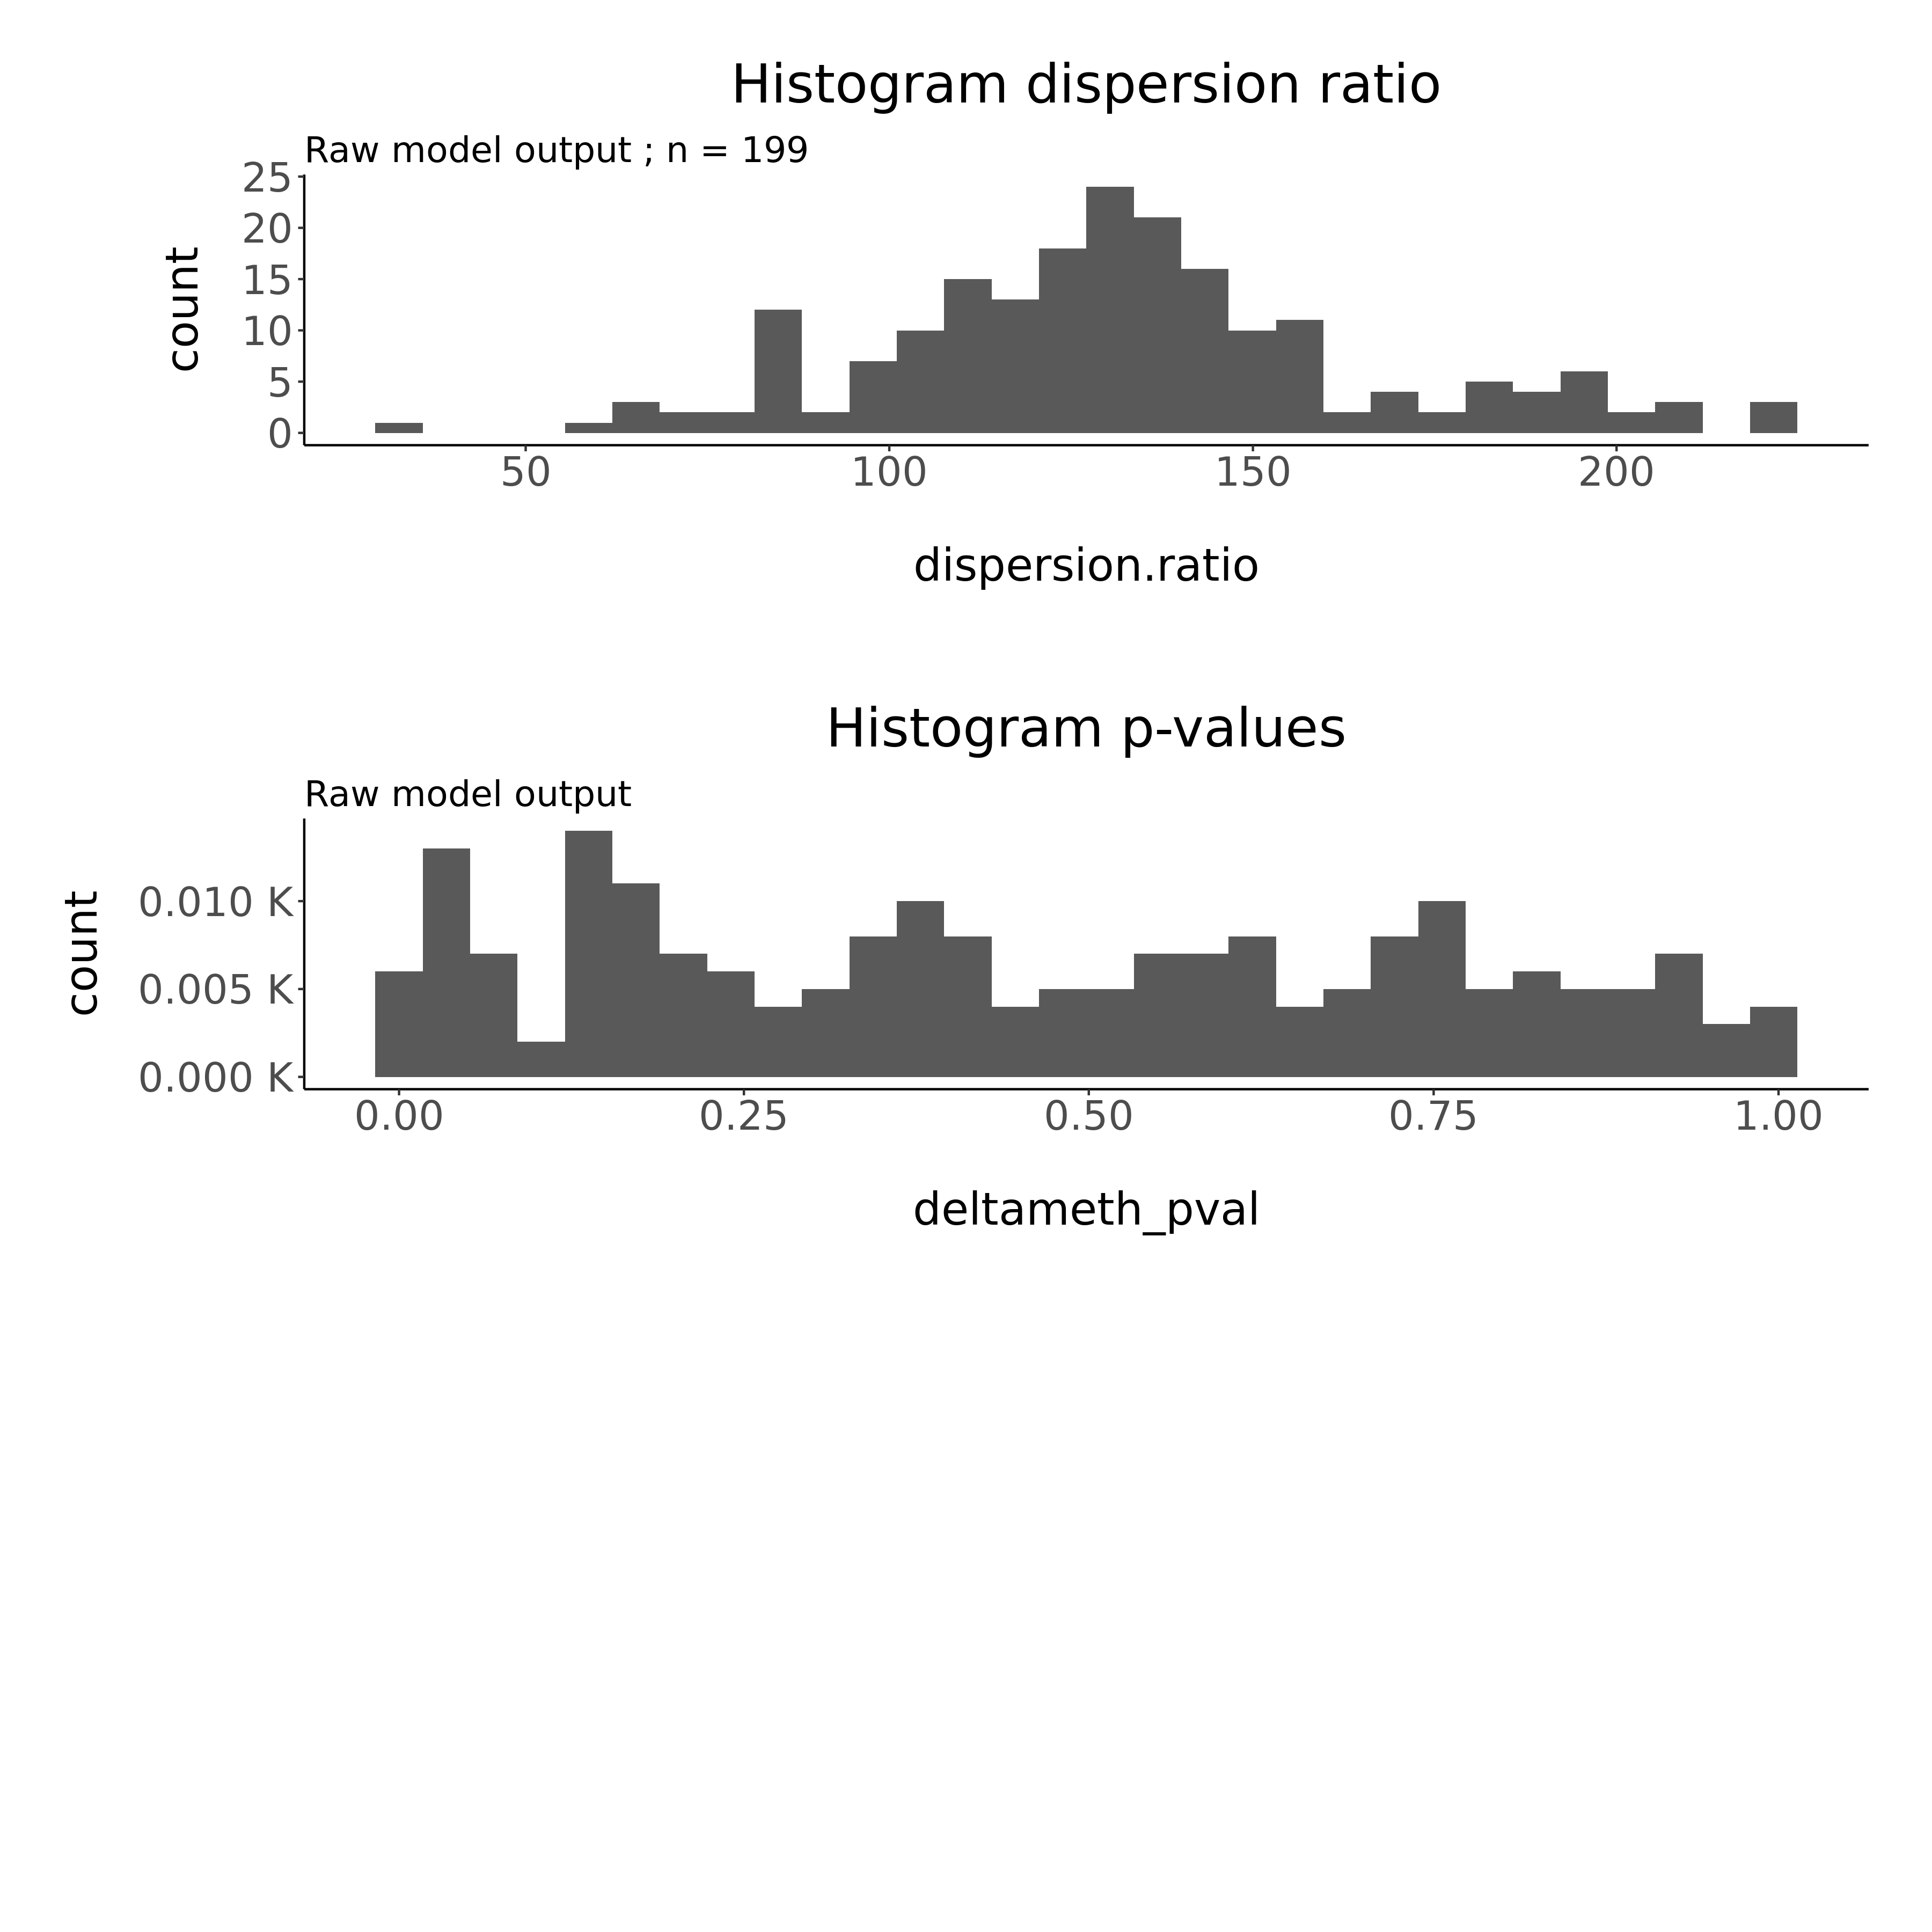 Histogram dispersion ratio
Raw model output ; n = 199
25
20
15
10
5
0
count
50 100 150 200
dispersion.ratio
Histogram p-values
Raw model output
0.010 K
0.005 K
0.000 K
count
0.00 0.25 0.50 0.75 1.00
deltameth_pval